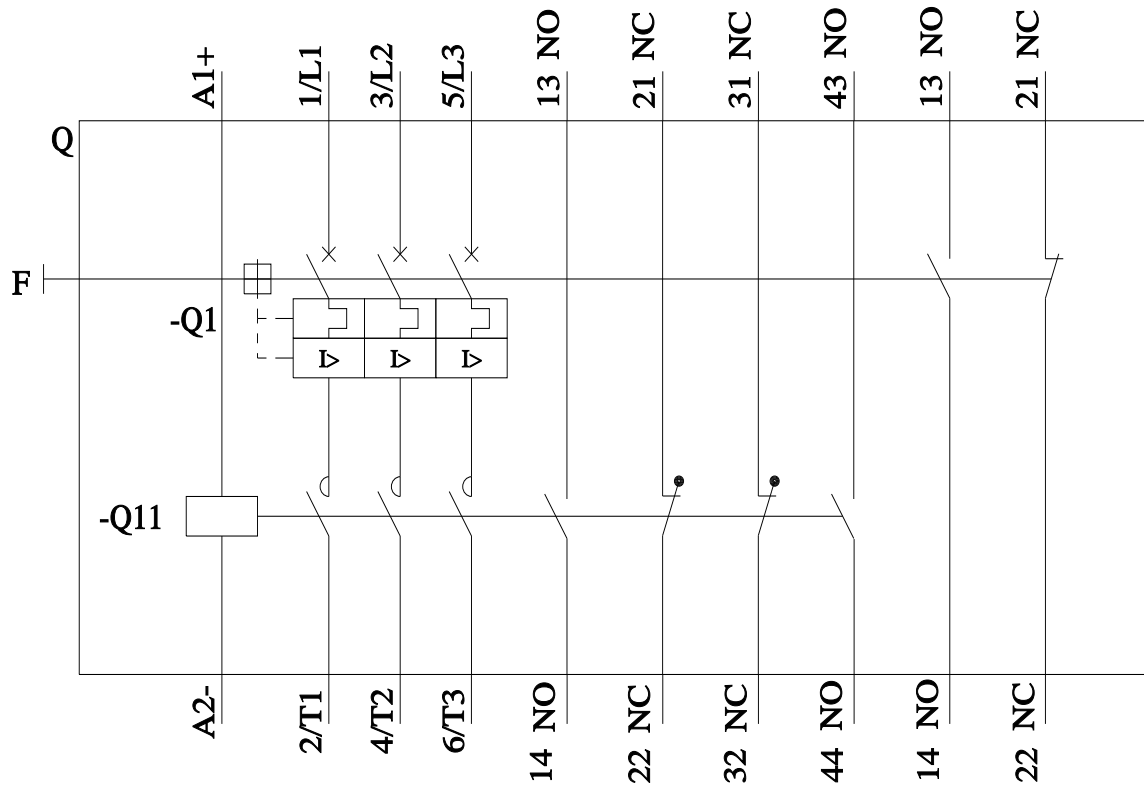 A1+
1/L1
3/L2
5/L3
13 NO
21 NC
31 NC
43 NO
13 NO
21 NC
Q
F
-Q1
I>
I>
I>
-Q11
A2-
2/T1
4/T2
6/T3
14 NO
22 NC
32 NC
44 NO
14 NO
22 NC